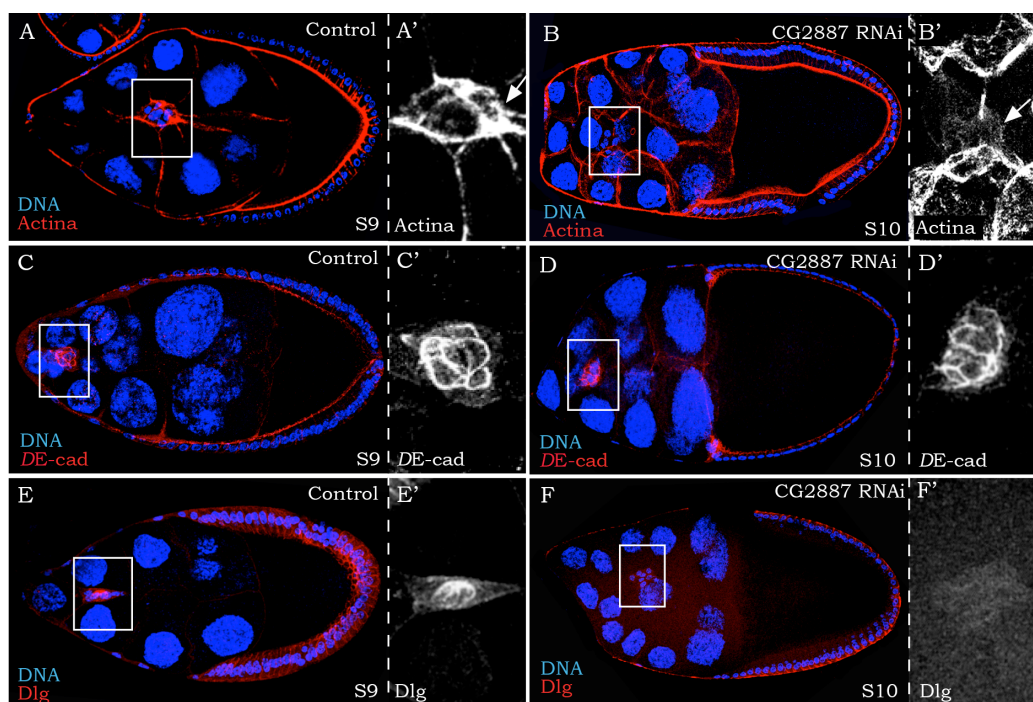 A
Control
DNA
Actina
S9
A'
Actina
B
CG2887 RNAi
DNA
Actina
S10
B'
Actina
C
Control
DNA
DE-cad
S9
C'
DE-cad
D
CG2887 RNAi
DNA
DE-cad
S10
D'
DE-cad
E
Control
DNA
Dlg
S9
E'
Dlg
F
CG2887 RNAi
DNA
Dlg
S10
F'
Dlg